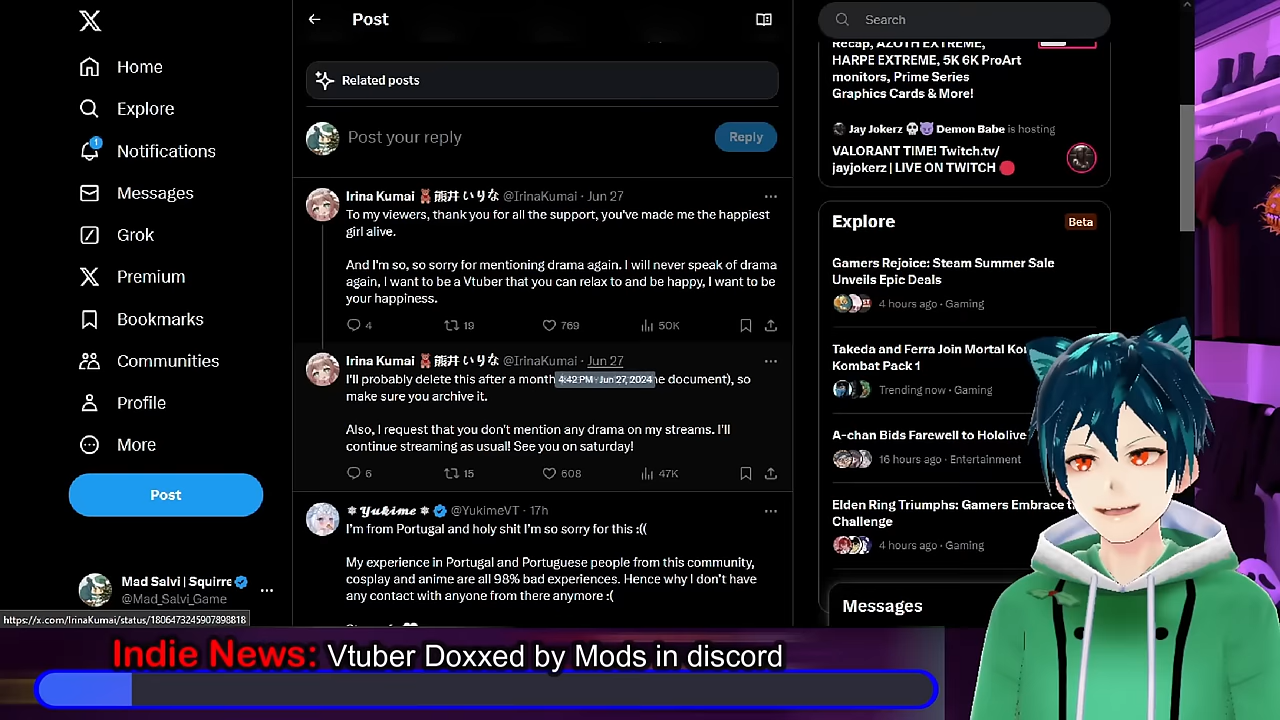 Home
Explore
Notifications
1
Messages
Grok
Premium
Bookmarks
Communities
Profile
More
Post
Mad Salvi | Squirre
@Mad_Salvi_Game
https://x.com/IrinaKumai/status/1806473245907898818
Post
Related posts
Post your reply
Reply
Irina Kumai 🧸熊井いりな @IrinaKumai · Jun 27
To my viewers, thank you for all the support, you've made me the happiest
girl alive.
And I'm so, so sorry for mentioning drama again. I will never speak of drama
again, I want to be a Vtuber that you can relax to and be happy, I want to be
your happiness.
4 19 769 50K
Irina Kumai 🧸熊井いりな @IrinaKumai · Jun 27
4:42 PM · Jun 27, 2024
I'll probably delete this after a month he document), so
make sure you archive it.
Also, I request that you don't mention any drama on my streams. I'll
continue streaming as usual! See you on saturday!
6 15 608 47K
❄ 𝓨𝓾𝓴𝓲𝓶𝓮 ❄ @YukimeVT · 17h
I'm from Portugal and holy shit I'm so sorry for this :((
My experience in Portugal and Portuguese people from this community,
cosplay and anime are all 98% bad experiences. Hence why I don't have
any contact with anyone from there anymore :(
Search
Recap, AZOTH EXTREME,
HARPE EXTREME, 5K 6K ProArt
monitors, Prime Series
Graphics Cards & More!
Jay Jokerz 💀😈 Demon Babe is hosting
VALORANT TIME! Twitch.tv/
jayjokerz | LIVE ON TWITCH 🔴
Explore
Beta
Gamers Rejoice: Steam Summer Sale
Unveils Epic Deals
4 hours ago · Gaming
Takeda and Ferra Join Mortal Ko
Kombat Pack 1
Trending now · Gaming
A-chan Bids Farewell to Hololive
16 hours ago · Entertainment
Elden Ring Triumphs: Gamers Embrace t
Challenge
4 hours ago · Gaming
Messages
Indie News: Vtuber Doxxed by Mods in discord